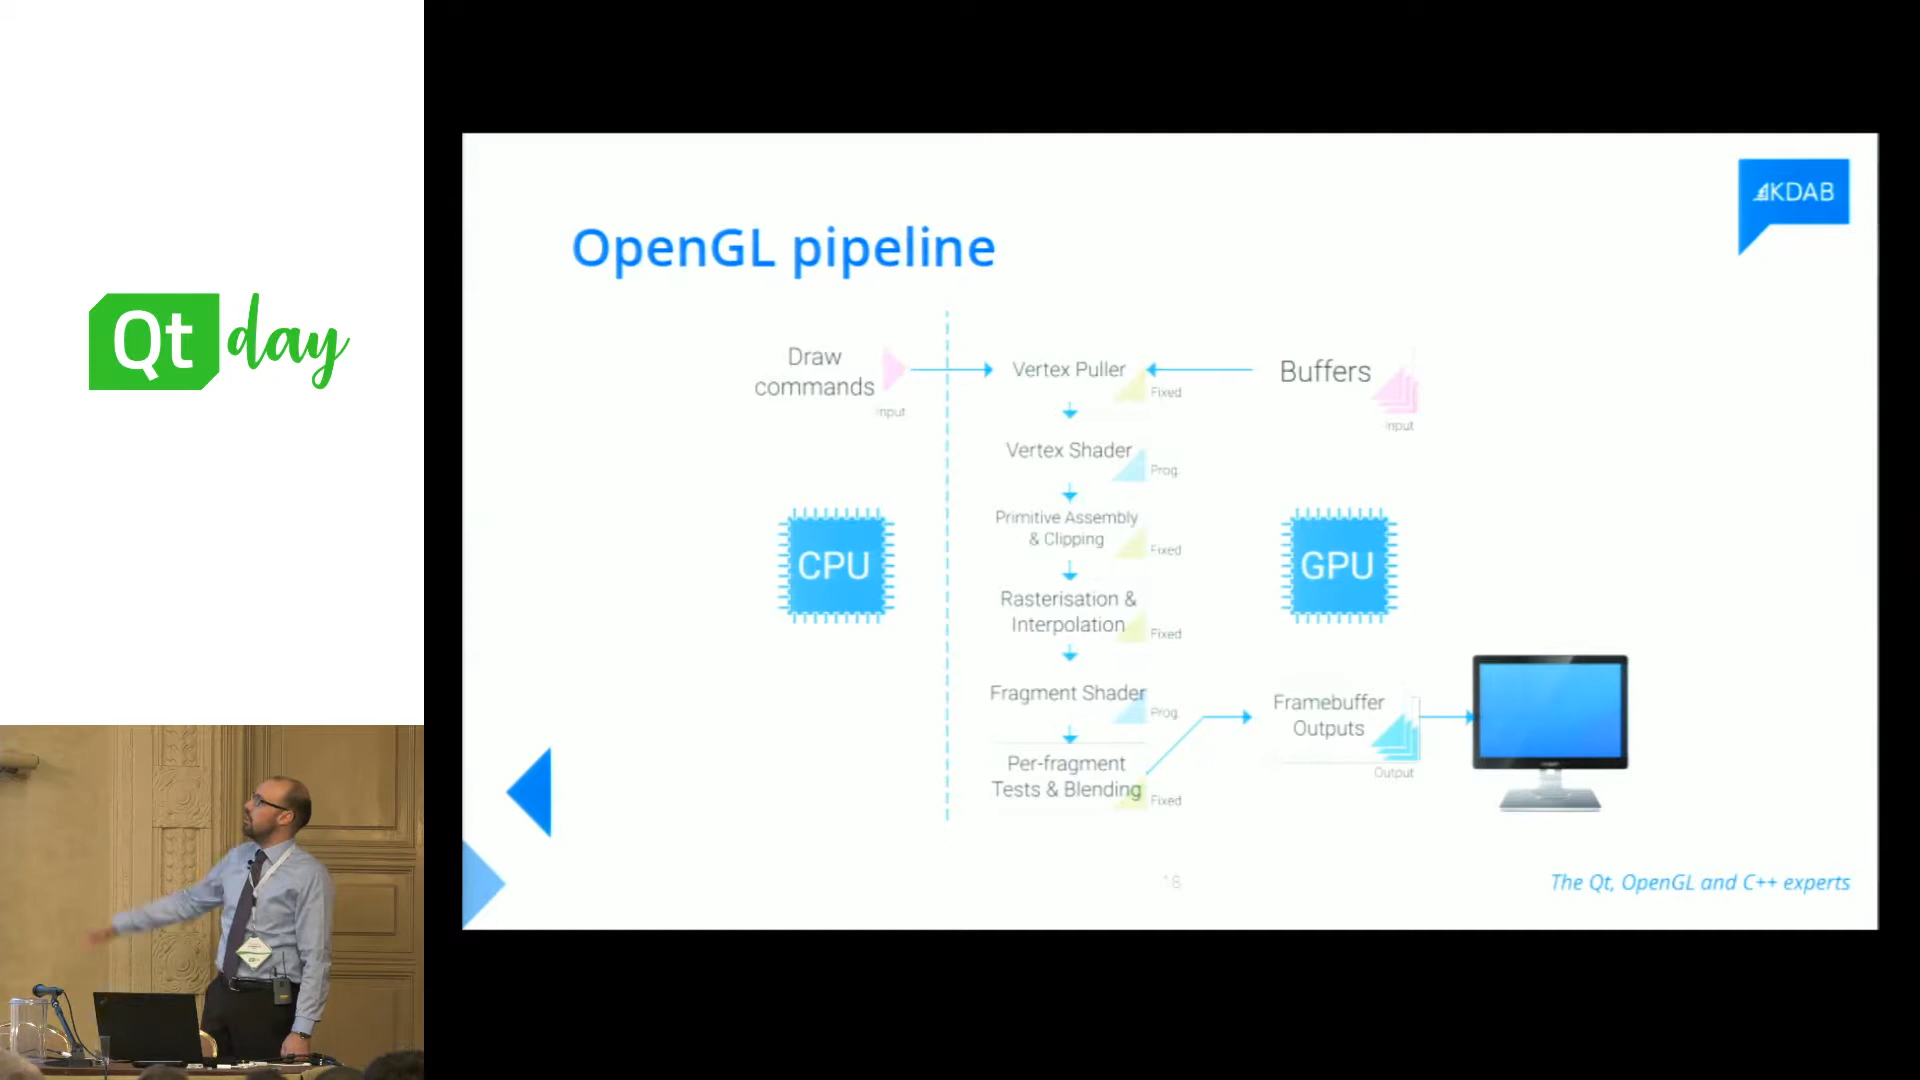 Qt day
KDAB
OpenGL pipeline
Draw
commands
Input
Vertex Puller
Fixed
Buffers
Input
Vertex Shader
Prog.
Primitive Assembly
& Clipping
Fixed
CPU
GPU
Rasterisation &
Interpolation
Fixed
Fragment Shader
Prog.
Framebuffer
Outputs
Output
Per-fragment
Tests & Blending
Fixed
18
The Qt, OpenGL and C++ experts